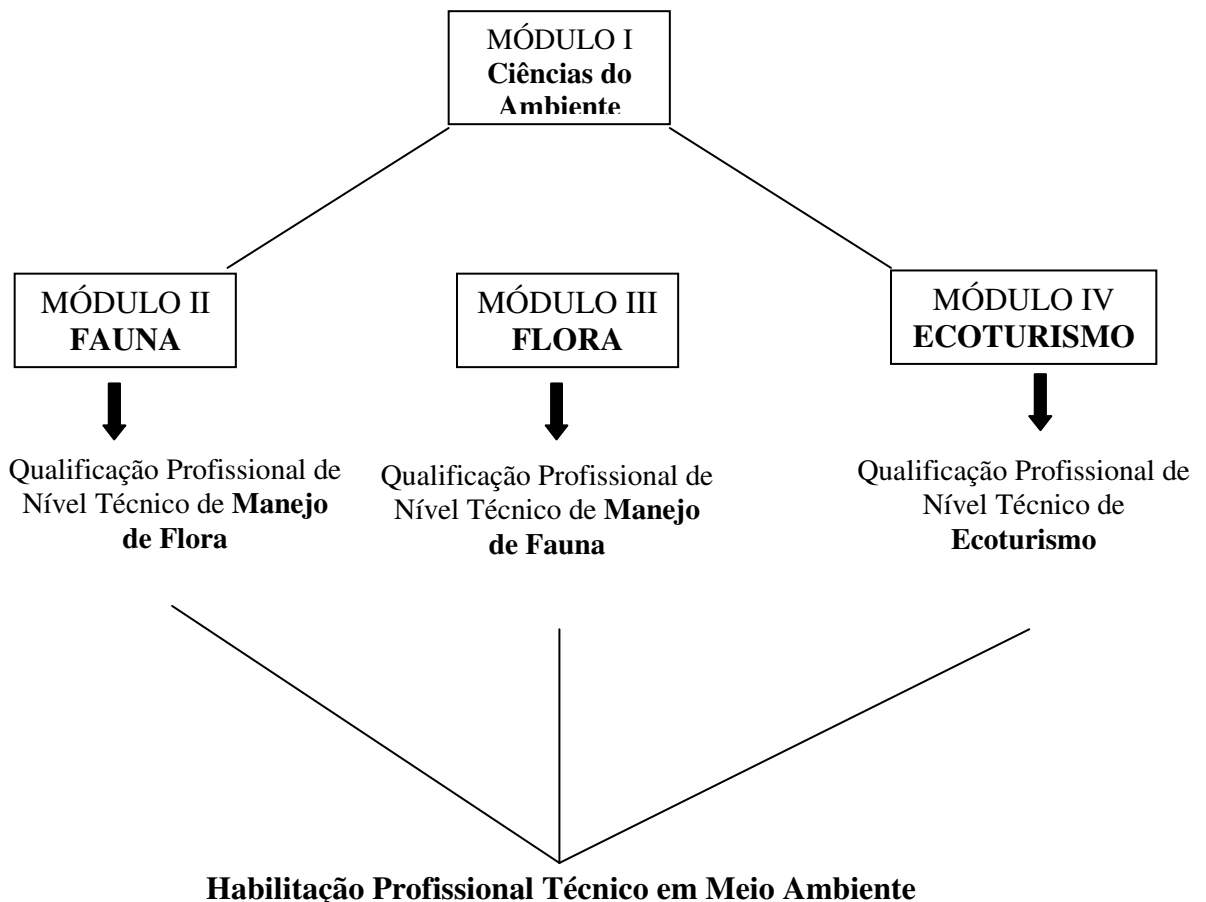 MÓDULO I
Ciências do
Ambiente
MÓDULO II
FAUNA
MÓDULO III
FLORA
MÓDULO IV
ECOTURISMO
Qualificação Profissional de
Nível Técnico de Manejo
de Flora
Qualificação Profissional de
Nível Técnico de Manejo
de Fauna
Qualificação Profissional de
Nível Técnico de
Ecoturismo
Habilitação Profissional Técnico em Meio Ambiente